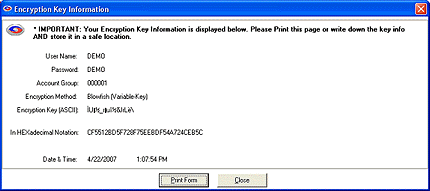 Encryption Key Information
* IMPORTANT: Your Encryption Key Information is displayed below. Please Print this page or write down the key info
AND store it in a safe location.
User Name: DEMO
Password: DEMO
Account Group: 000001
Encryption Method: Blowfish (Variable-Key)
Encryption Key (ASCII):
In HEXadecimal Notation: CF5512BD5F728F75EEBDF54A724CEB5C
Date & Time: 4/22/2007 1:07:54 PM
Print Form Close